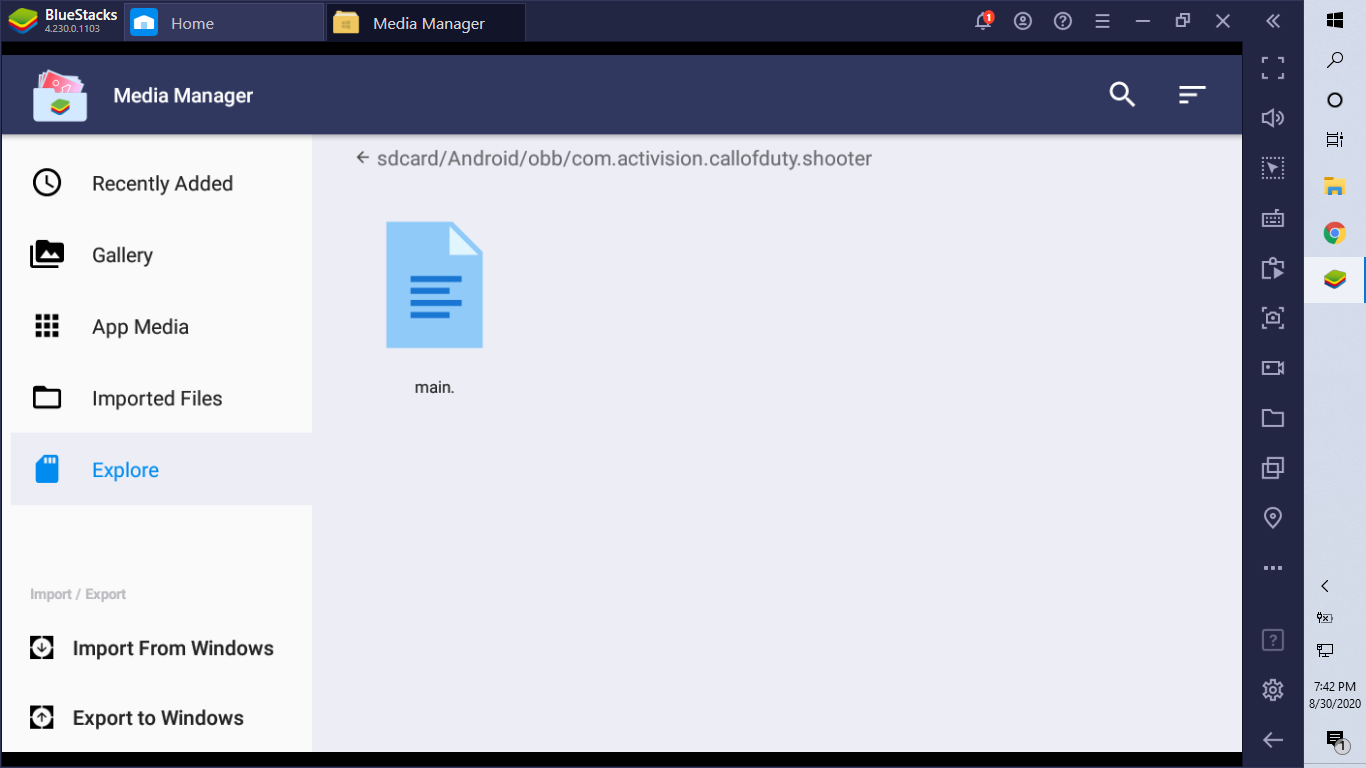 BlueStacks
4.230.0.1103
Home
Media Manager
1
Media Manager
sdcard/Android/obb/com.activision.callofduty.shooter
Recently Added
Gallery
App Media
Imported Files
Explore
main.
Import / Export
Import From Windows
Export to Windows
7:42 PM
8/30/2020
1